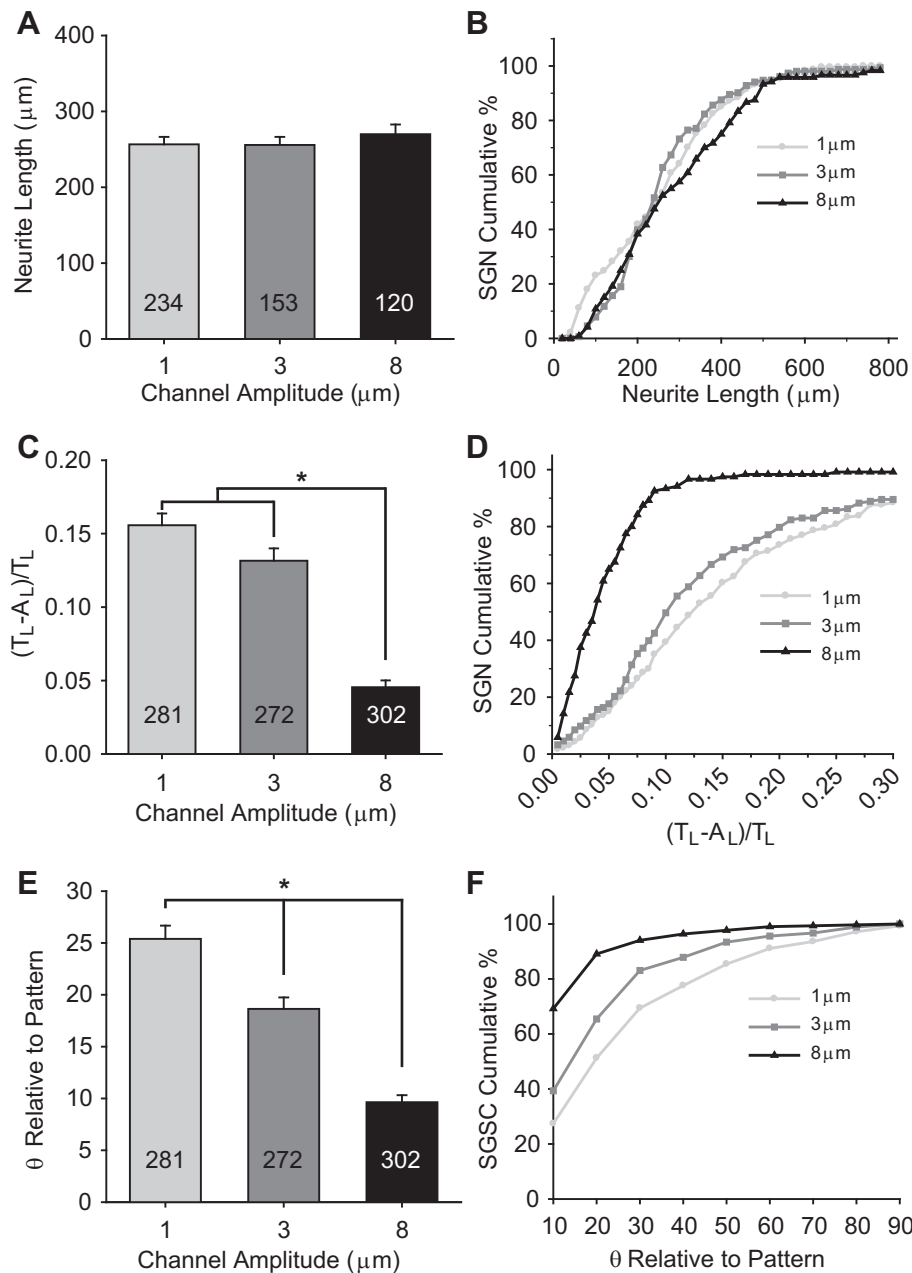 A
400
300
200
100
0
Neurite Length (μm)
234
153
120
1
3
8
Channel Amplitude (μm)
B
100
80
60
40
20
0
SGN Cumulative %
1μm
3μm
8μm
0
200
400
600
800
Neurite Length (μm)
C
0.20
0.15
0.10
0.05
0.00
(TL-AL)/TL
*
281
272
302
1
3
8
Channel Amplitude (μm)
D
100
80
60
40
20
0
SGN Cumulative %
1μm
3μm
8μm
0.00
0.05
0.10
0.15
0.20
0.25
0.30
(TL-AL)/TL
E
30
25
20
15
10
5
0
θ Relative to Pattern
*
281
272
302
1
3
8
Channel Amplitude (μm)
F
100
80
60
40
20
0
SGSC Cumulative %
1μm
3μm
8μm
10
20
30
40
50
60
70
80
90
θ Relative to Pattern